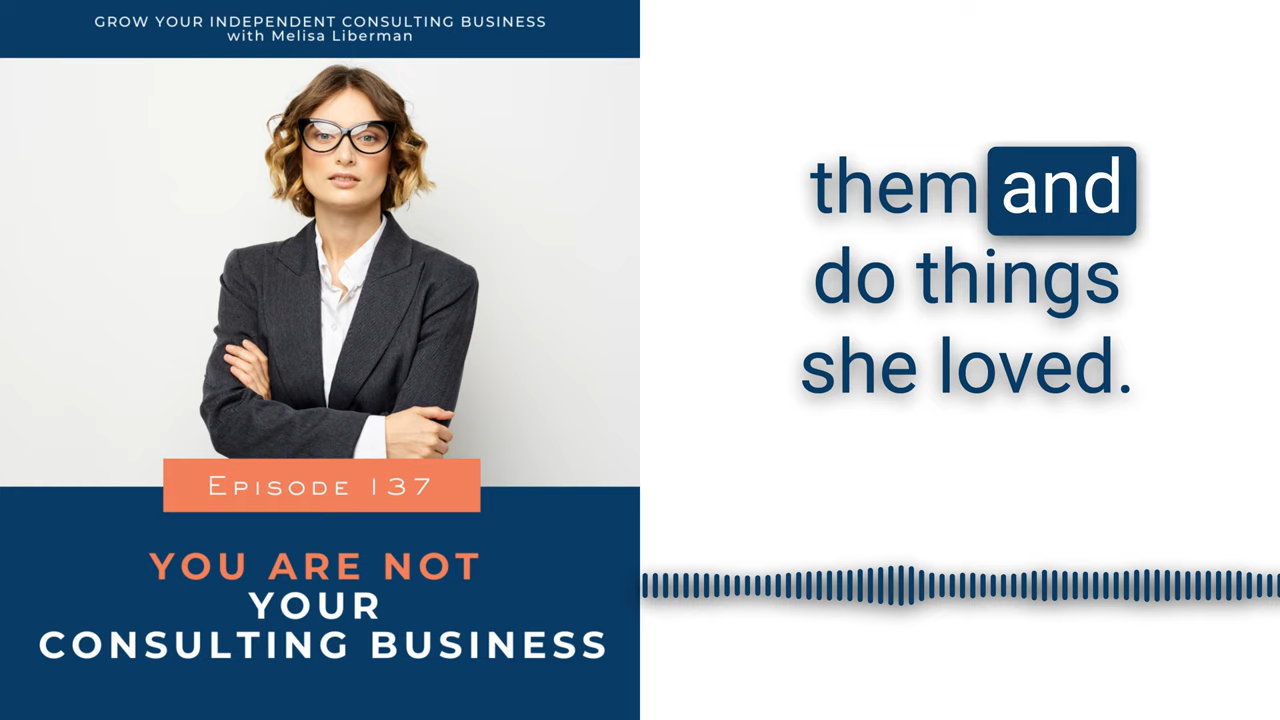 GROW YOUR INDEPENDENT CONSULTING BUSINESS
with Melisa Liberman
EPISODE 137
YOU ARE NOT
YOUR
CONSULTING BUSINESS
them and
do things
she loved.